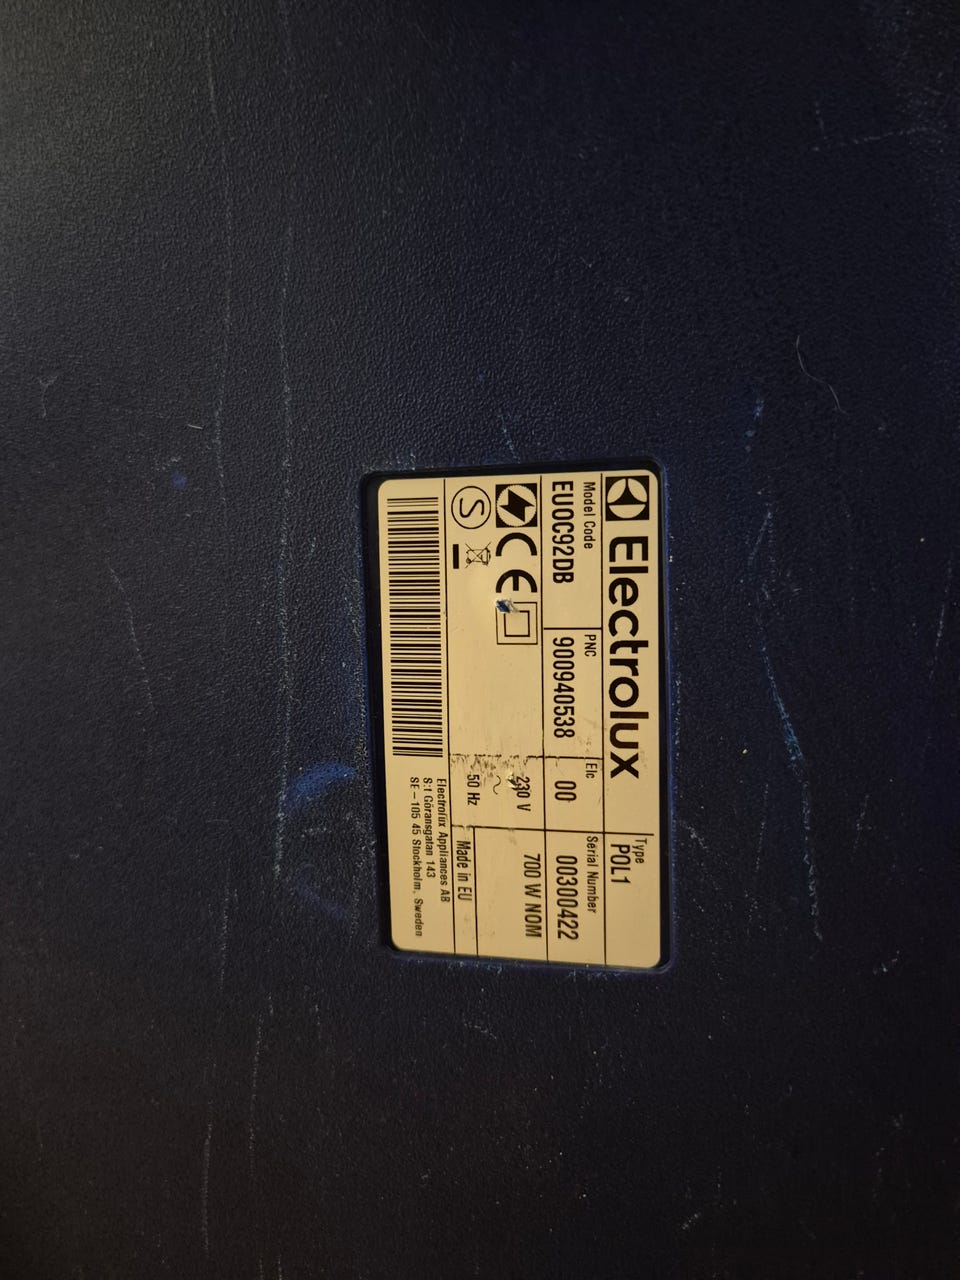 Electrolux
Type
POL1
Model Code
PNC
Elc
Serial Number
EUOC92DB
900940538
00
00300422
CE
230 V
~
50 Hz
700 W NOM
S
Made in EU
Electrolux Appliances AB
S:t Göransgatan 143
SE – 105 45 Stockholm, Sweden